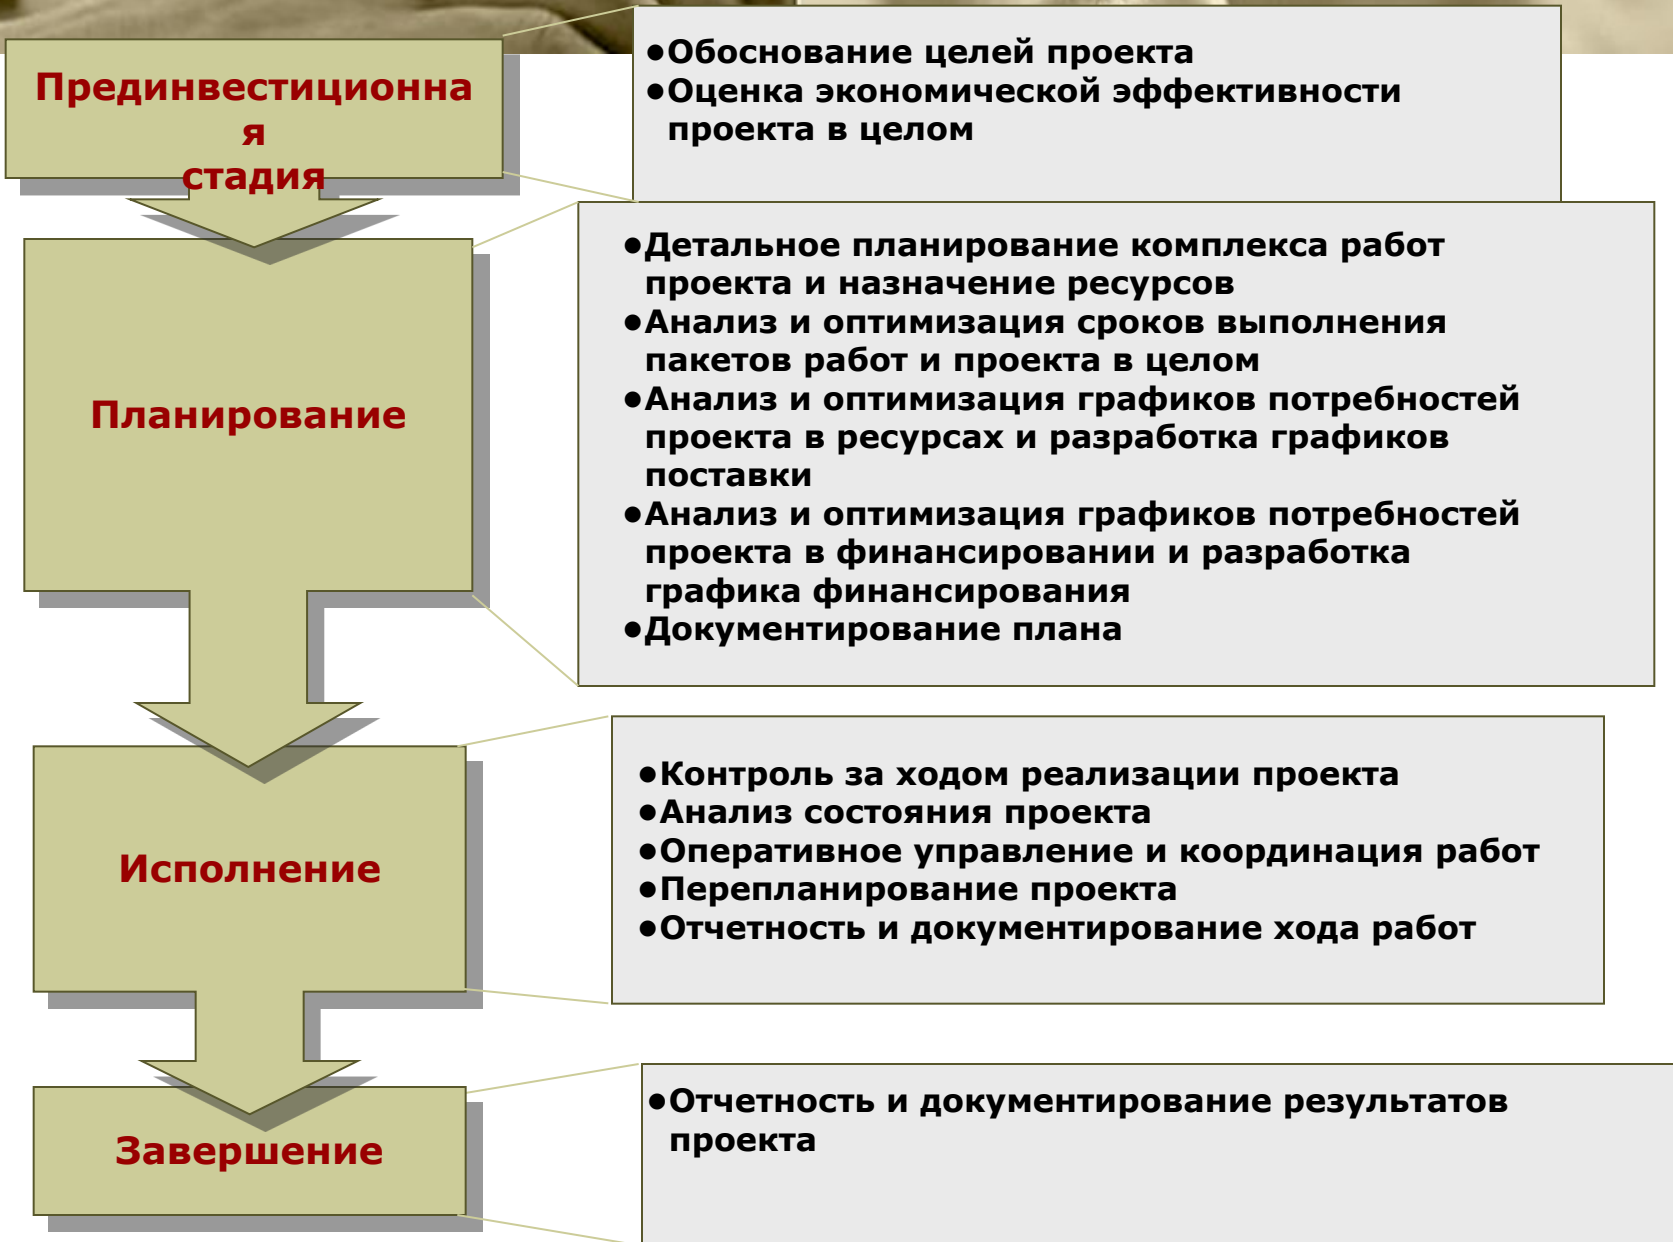 Прединвестиционна
я
стадия
●Обоснование целей проекта
●Оценка экономической эффективности
проекта в целом
Планирование
●Детальное планирование комплекса работ
проекта и назначение ресурсов
●Анализ и оптимизация сроков выполнения
пакетов работ и проекта в целом
●Анализ и оптимизация графиков потребностей
проекта в ресурсах и разработка графиков
поставки
●Анализ и оптимизация графиков потребностей
проекта в финансировании и разработка
графика финансирования
●Документирование плана
Исполнение
●Контроль за ходом реализации проекта
●Анализ состояния проекта
●Оперативное управление и координация работ
●Перепланирование проекта
●Отчетность и документирование хода работ
Завершение
●Отчетность и документирование результатов
проекта